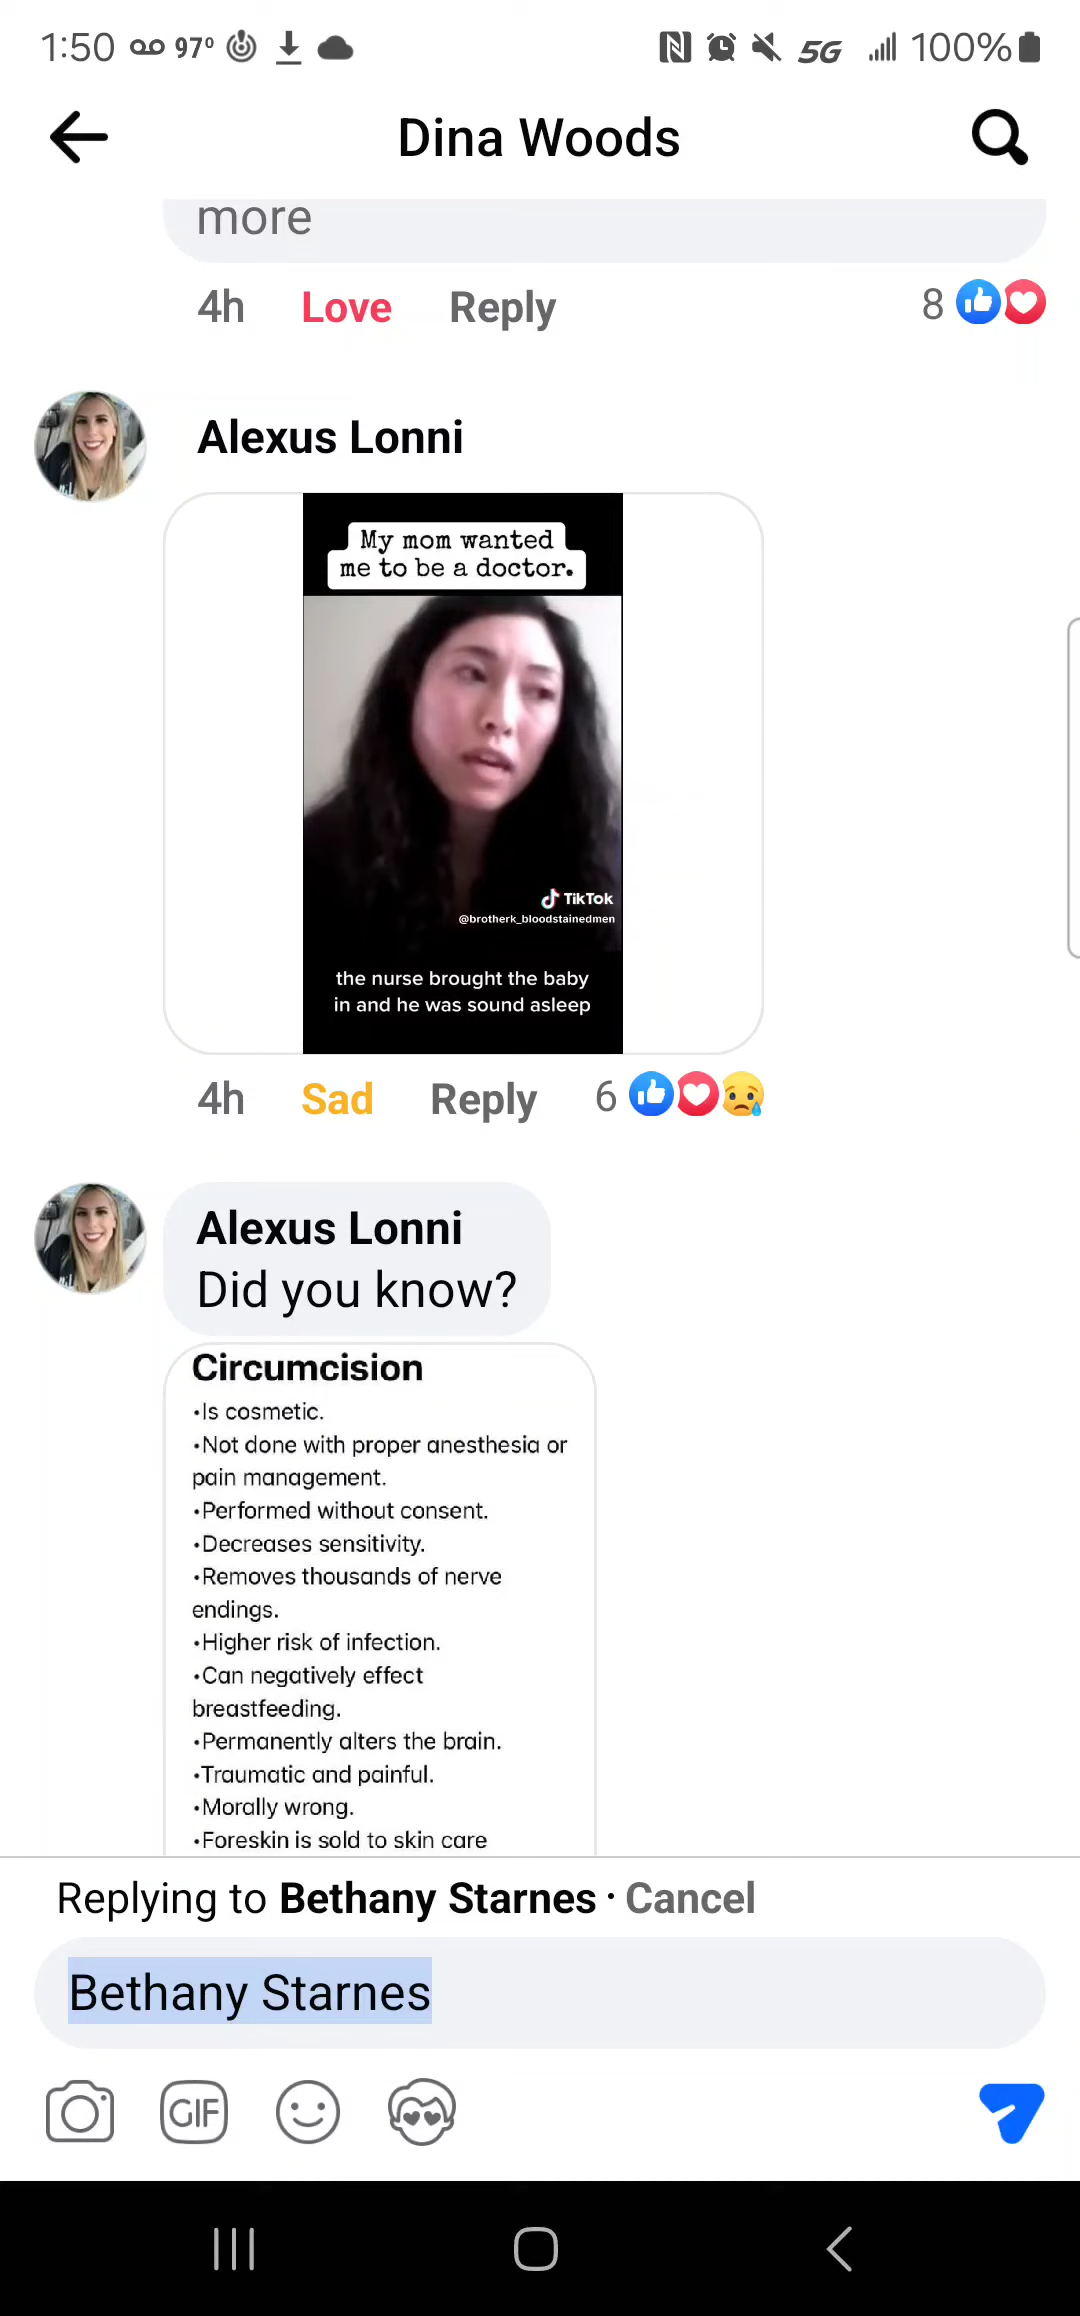 1:50 97° 5G 100%
Dina Woods
more
4h Love Reply 8
Alexus Lonni
My mom wanted
me to be a doctor.
TikTok
@brotherk_bloodstainedmen
the nurse brought the baby
in and he was sound asleep
4h Sad Reply 6
Alexus Lonni
Did you know?
Circumcision
•Is cosmetic.
•Not done with proper anesthesia or
pain management.
•Performed without consent.
•Decreases sensitivity.
•Removes thousands of nerve
endings.
•Higher risk of infection.
•Can negatively effect
breastfeeding.
•Permanently alters the brain.
•Traumatic and painful.
•Morally wrong.
•Foreskin is sold to skin care
Replying to Bethany Starnes · Cancel
Bethany Starnes
GIF